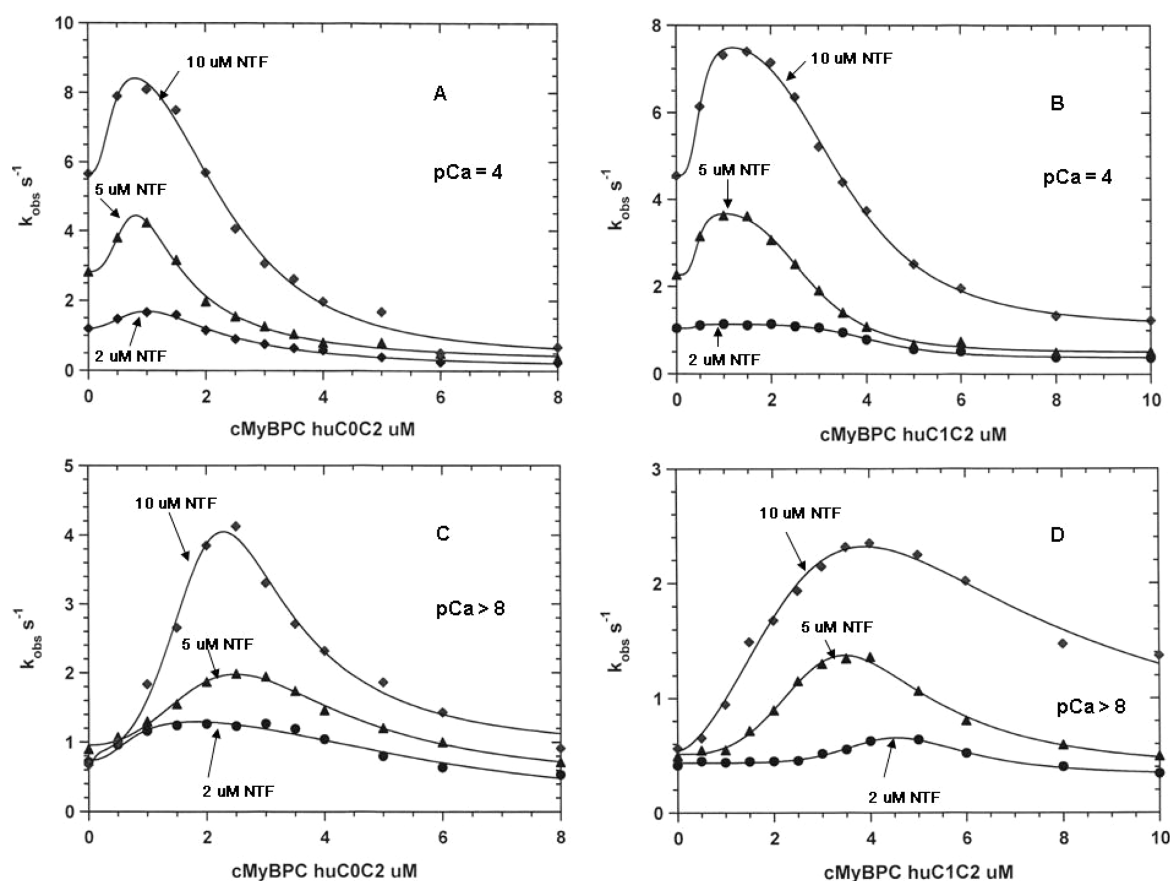 10
8
6
4
2
0
k_obs s^-1
10 uM NTF
5 uM NTF
2 uM NTF
A
pCa = 4
0 2 4 6 8
cMyBPC huC0C2 uM
8
6
4
2
0
k_obs s^-1
10 uM NTF
5 uM NTF
2 uM NTF
B
pCa = 4
0 2 4 6 8 10
cMyBPC huC1C2 uM
5
4
3
2
1
0
k_obs s^-1
10 uM NTF
5 uM NTF
2 uM NTF
C
pCa > 8
0 2 4 6 8
cMyBPC huC0C2 uM
3
2
1
0
k_obs s^-1
10 uM NTF
5 uM NTF
2 uM NTF
D
pCa > 8
0 2 4 6 8 10
cMyBPC huC1C2 uM